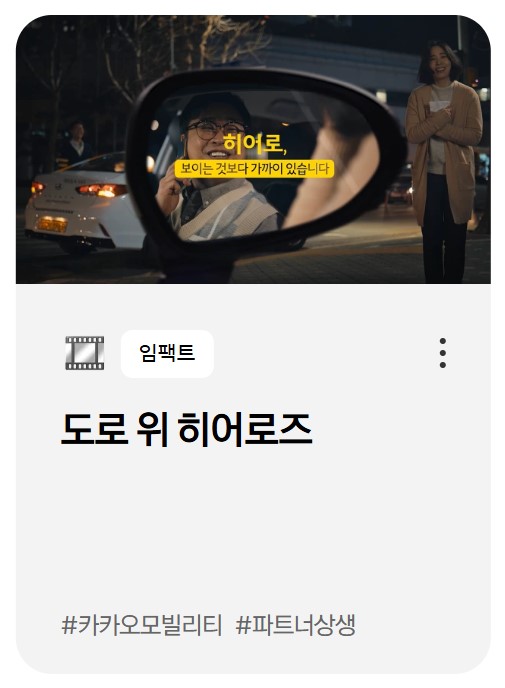 히어로,
보이는 것보다 가까이 있습니다
임팩트
도로 위 히어로즈
#카카오모빌리티 #파트너상생